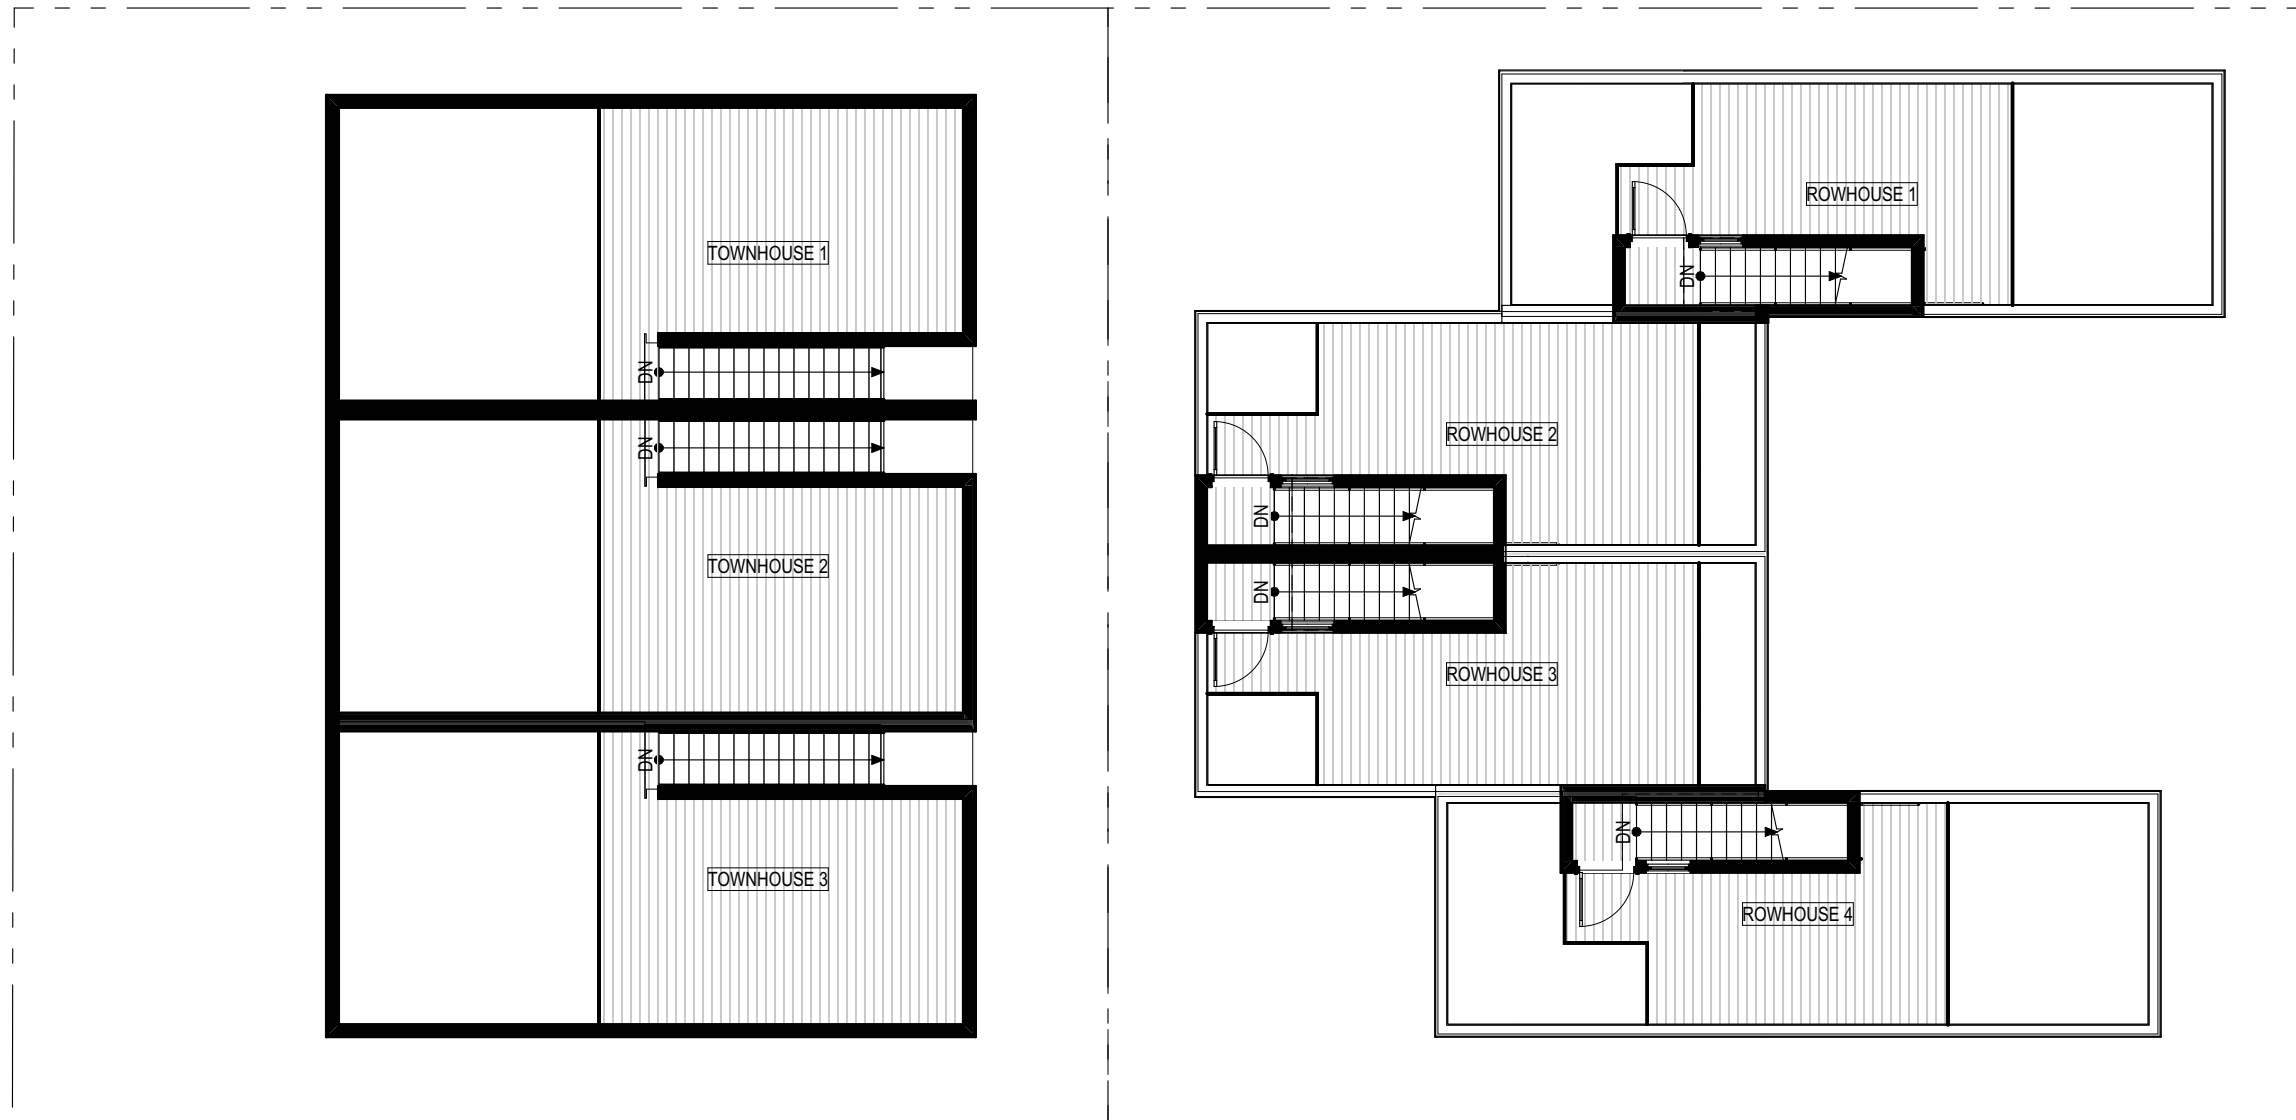 TOWNHOUSE 1
DN
DN
TOWNHOUSE 2
DN
TOWNHOUSE 3
ROWHOUSE 1
DN
ROWHOUSE 2
DN
DN
ROWHOUSE 3
DN
ROWHOUSE 4